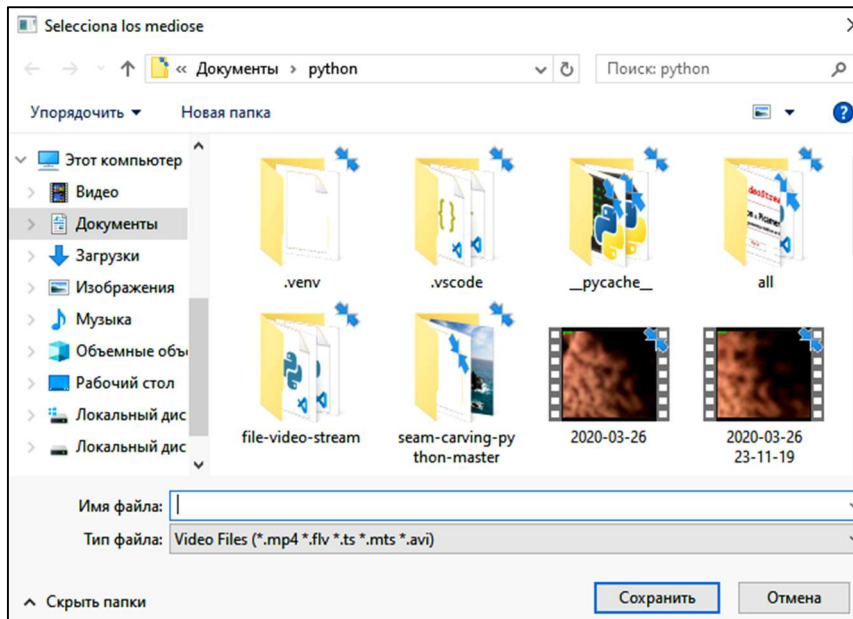 Selecciona los mediose
« Документы › python
Поиск: python
Упорядочить
Новая папка
Этот компьютер
Видео
Документы
Загрузки
Изображения
Музыка
Объемные объ
Рабочий стол
Локальный дис
Локальный дис
.venv
.vscode
__pycache__
all
file-video-stream
seam-carving-py
thon-master
2020-03-26
2020-03-26
23-11-19
Имя файла:
Тип файла: Video Files (*.mp4 *.flv *.ts *.mts *.avi)
Скрыть папки
Сохранить
Отмена